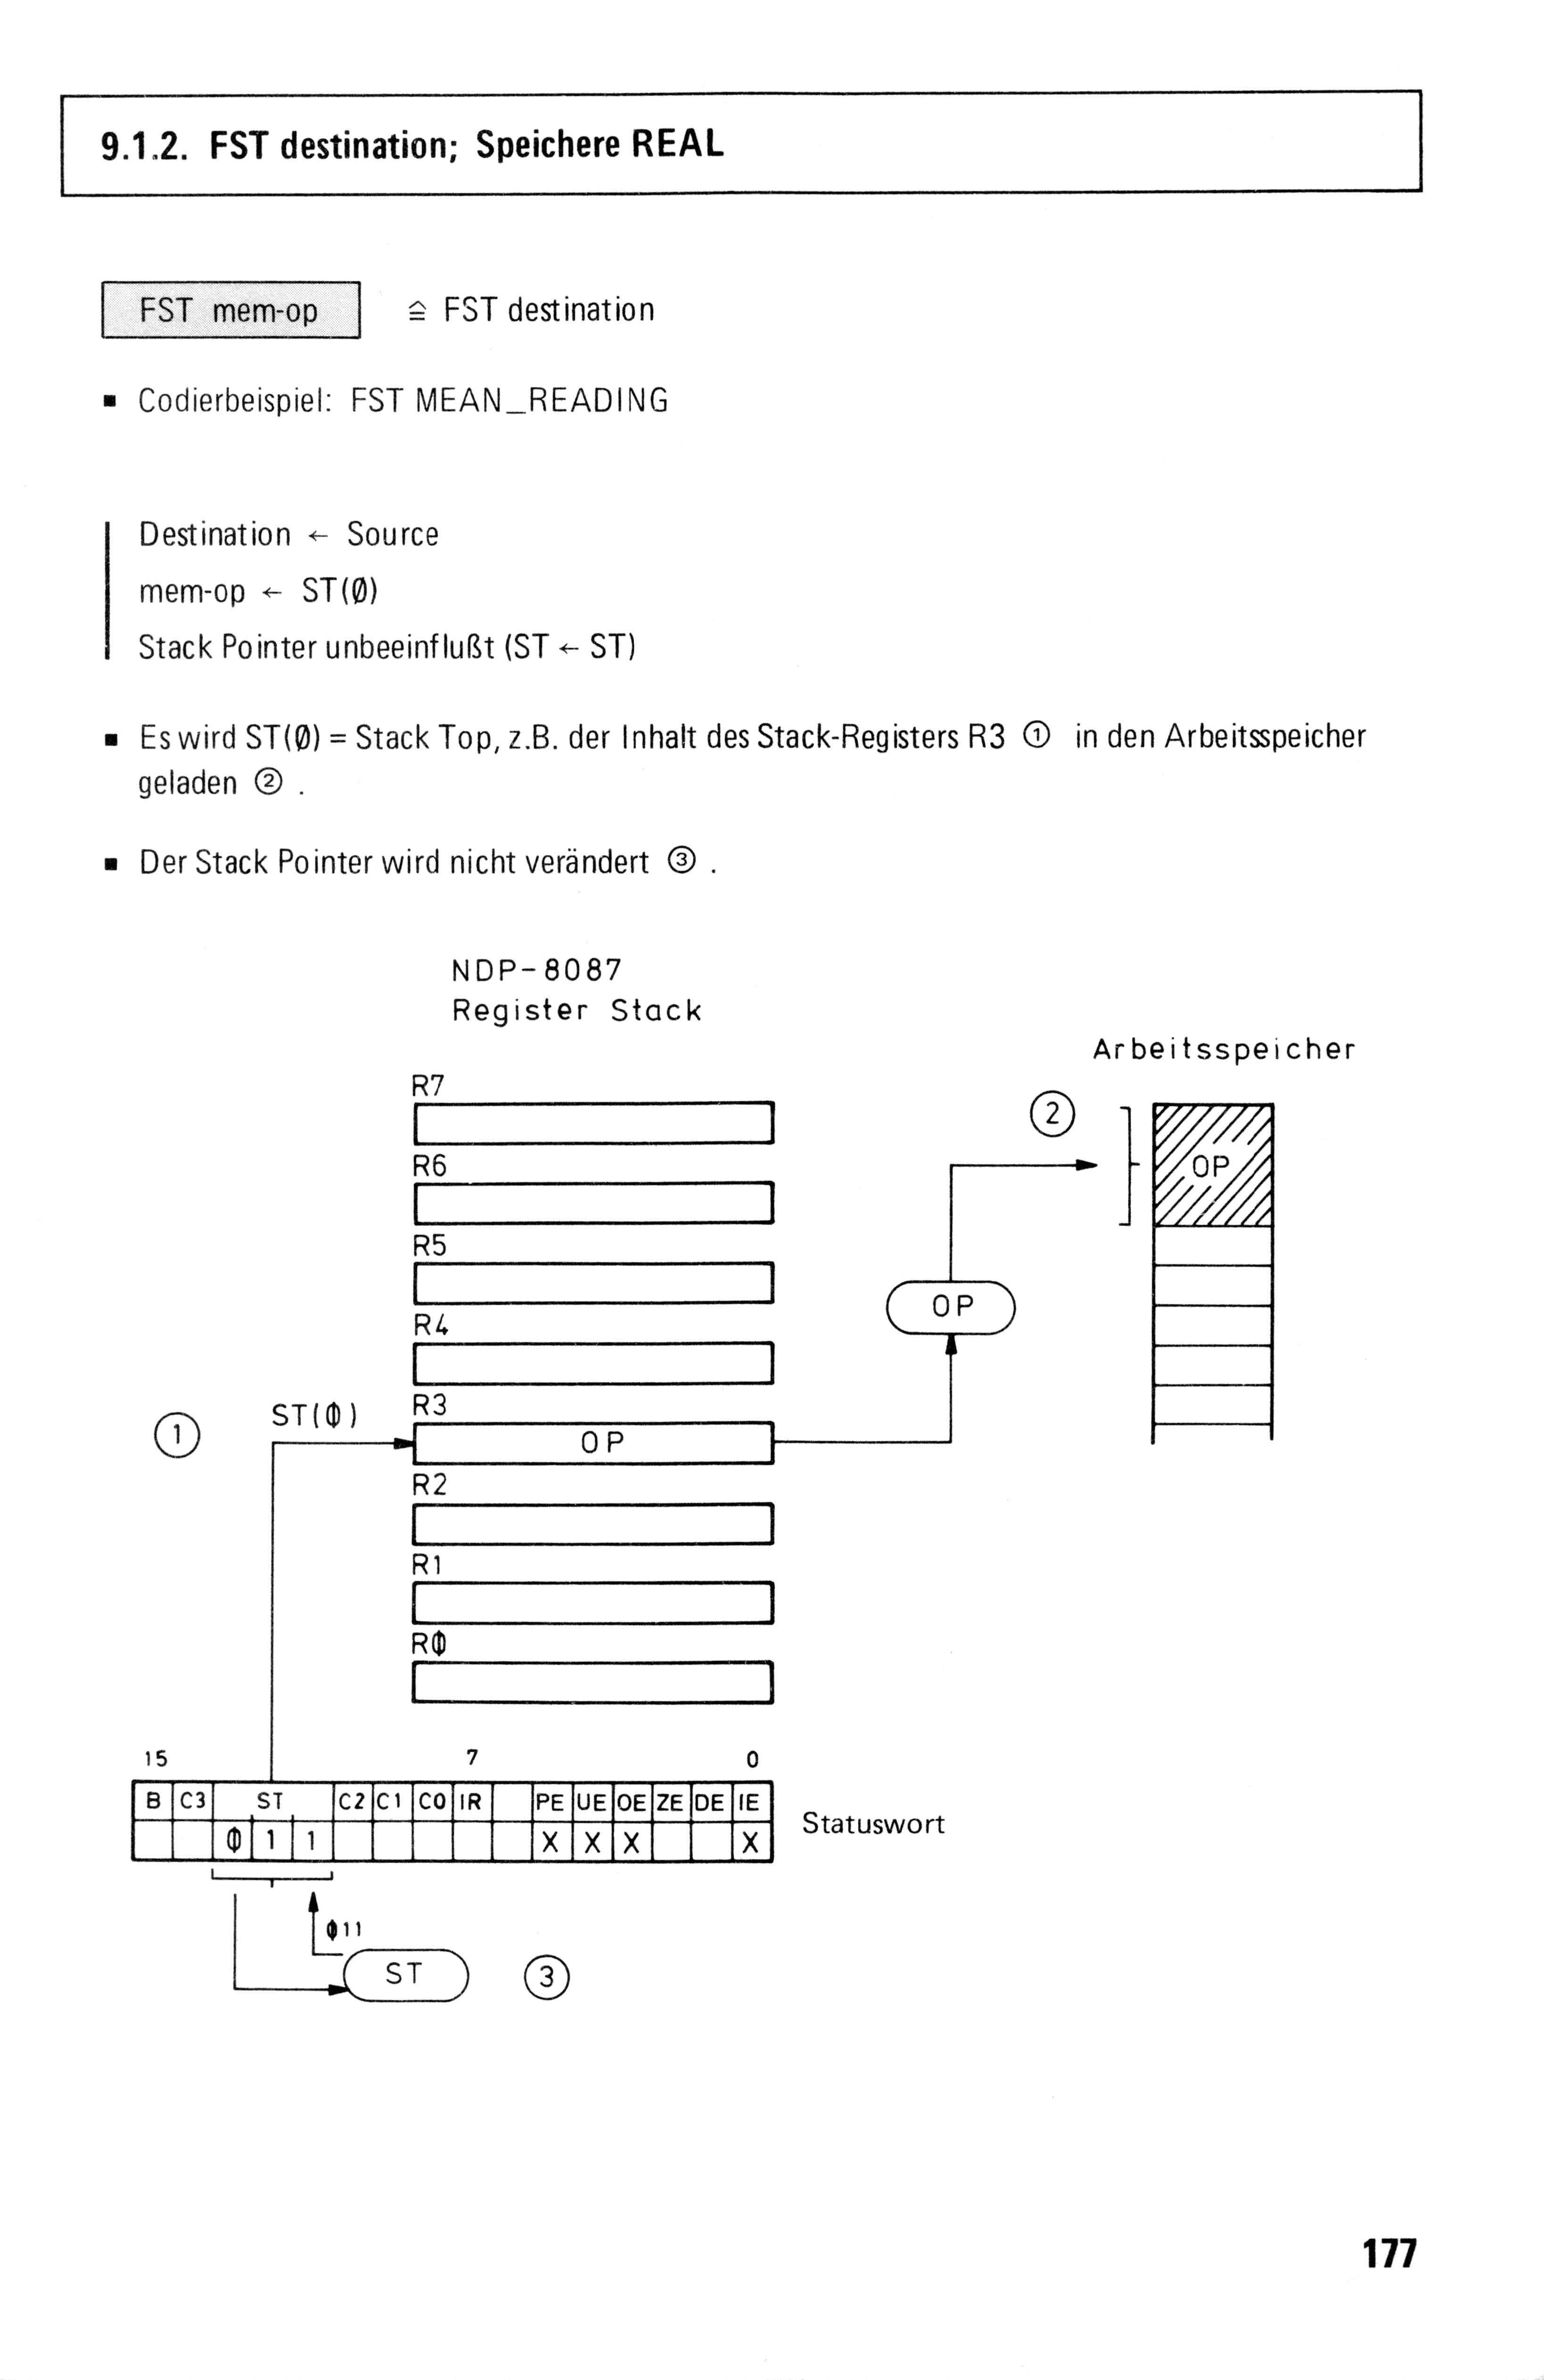 9.1.2. FST destination; Speichere REAL
FST mem-op ≙ FST destination
▪ Codierbeispiel: FST MEAN_READING
Destination ← Source
mem-op ← ST(∅)
Stack Pointer unbeeinflußt (ST ← ST)
▪ Es wird ST(∅) = Stack Top, z.B. der Inhalt des Stack-Registers R3 ① in den Arbeitsspeicher
geladen ② .
▪ Der Stack Pointer wird nicht verändert ③ .
NDP-8087
Register Stack
Arbeitsspeicher
R7
②
R6
OP
R5
OP
R4
R3
ST(∅)
①
OP
R2
R1
R∅
15 7 0
B C3 ST C2 C1 C0 IR PE UE OE ZE DE IE
Statuswort
∅ 1 1 X X X X
∅11
ST
③
177